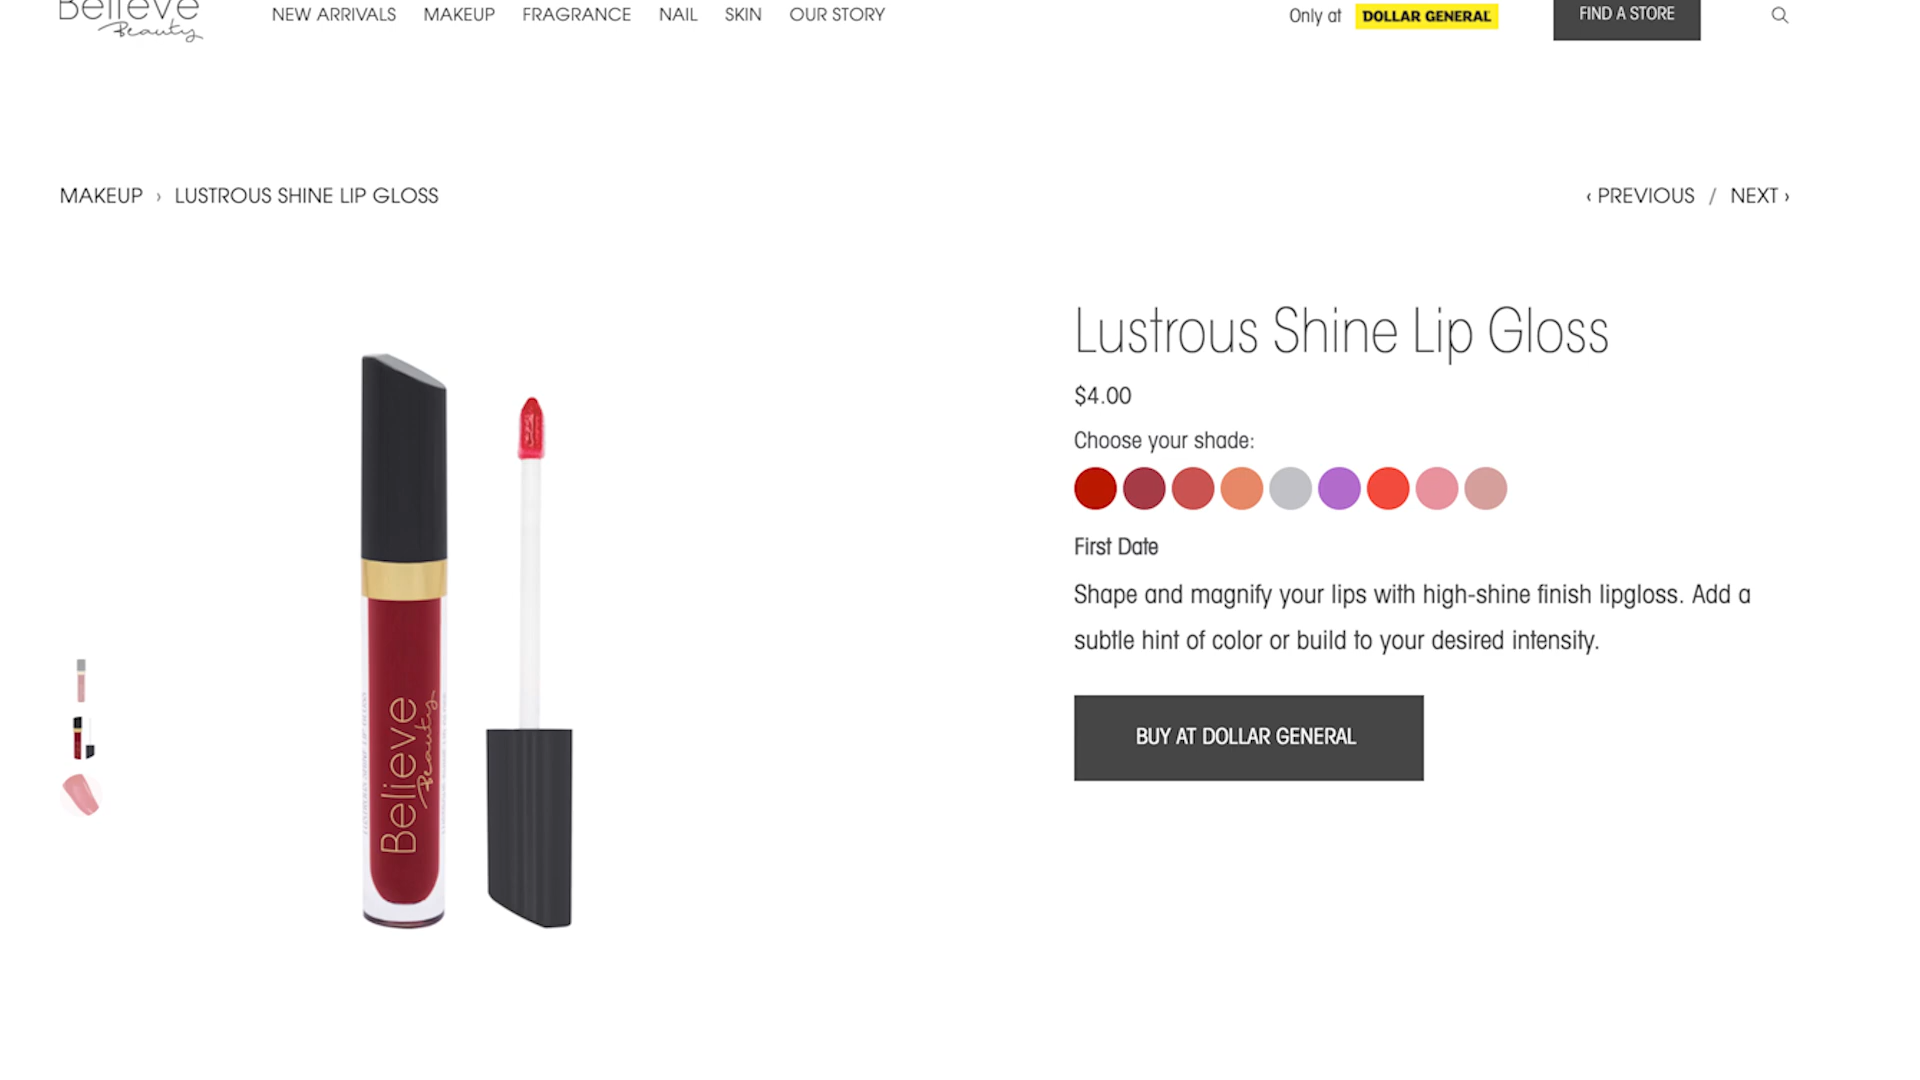 Believe
Beauty
NEW ARRIVALS MAKEUP FRAGRANCE NAIL SKIN OUR STORY
Only at DOLLAR GENERAL
FIND A STORE
MAKEUP › LUSTROUS SHINE LIP GLOSS
‹ PREVIOUS / NEXT ›
Lustrous Shine Lip Gloss
$4.00
Choose your shade:
First Date
Shape and magnify your lips with high-shine finish lipgloss. Add a
subtle hint of color or build to your desired intensity.
BUY AT DOLLAR GENERAL
Believe
Beauty